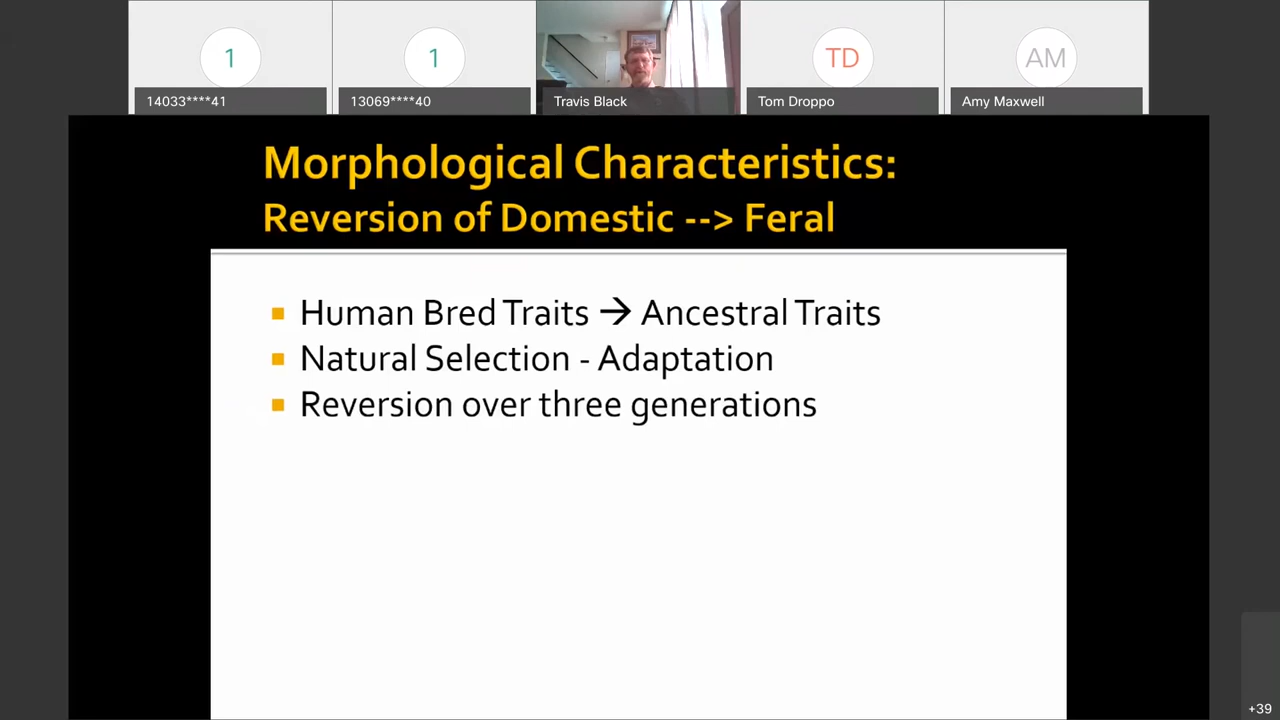 1
1
TD
AM
14033****41
13069****40
Travis Black
Tom Droppo
Amy Maxwell
Morphological Characteristics:
Reversion of Domestic --> Feral
Human Bred Traits → Ancestral Traits
Natural Selection - Adaptation
Reversion over three generations
+39